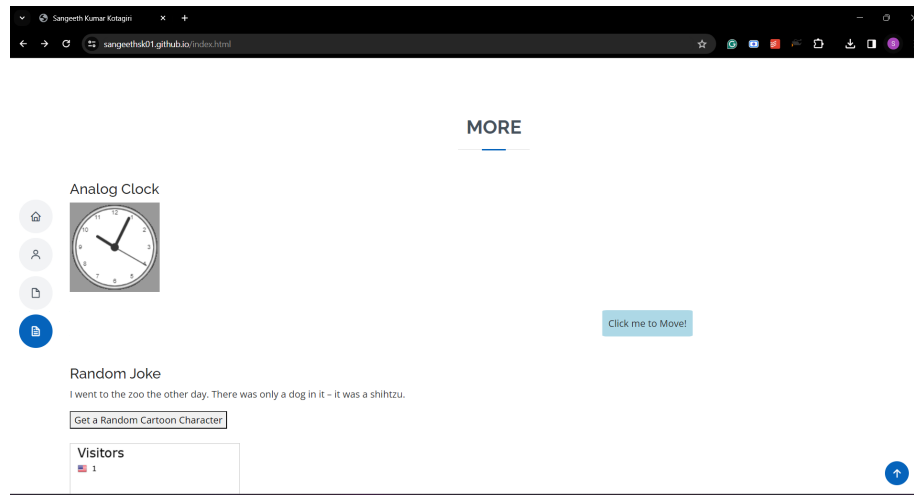 Sangeeth Kumar Kotagiri
sangeethsk01.github.io/index.html
MORE
Analog Clock
12
11 1
10 2
9 3
8 4
7 5
6
Click me to Move!
Random Joke
I went to the zoo the other day. There was only a dog in it – it was a shihtzu.
Get a Random Cartoon Character
Visitors
1
S